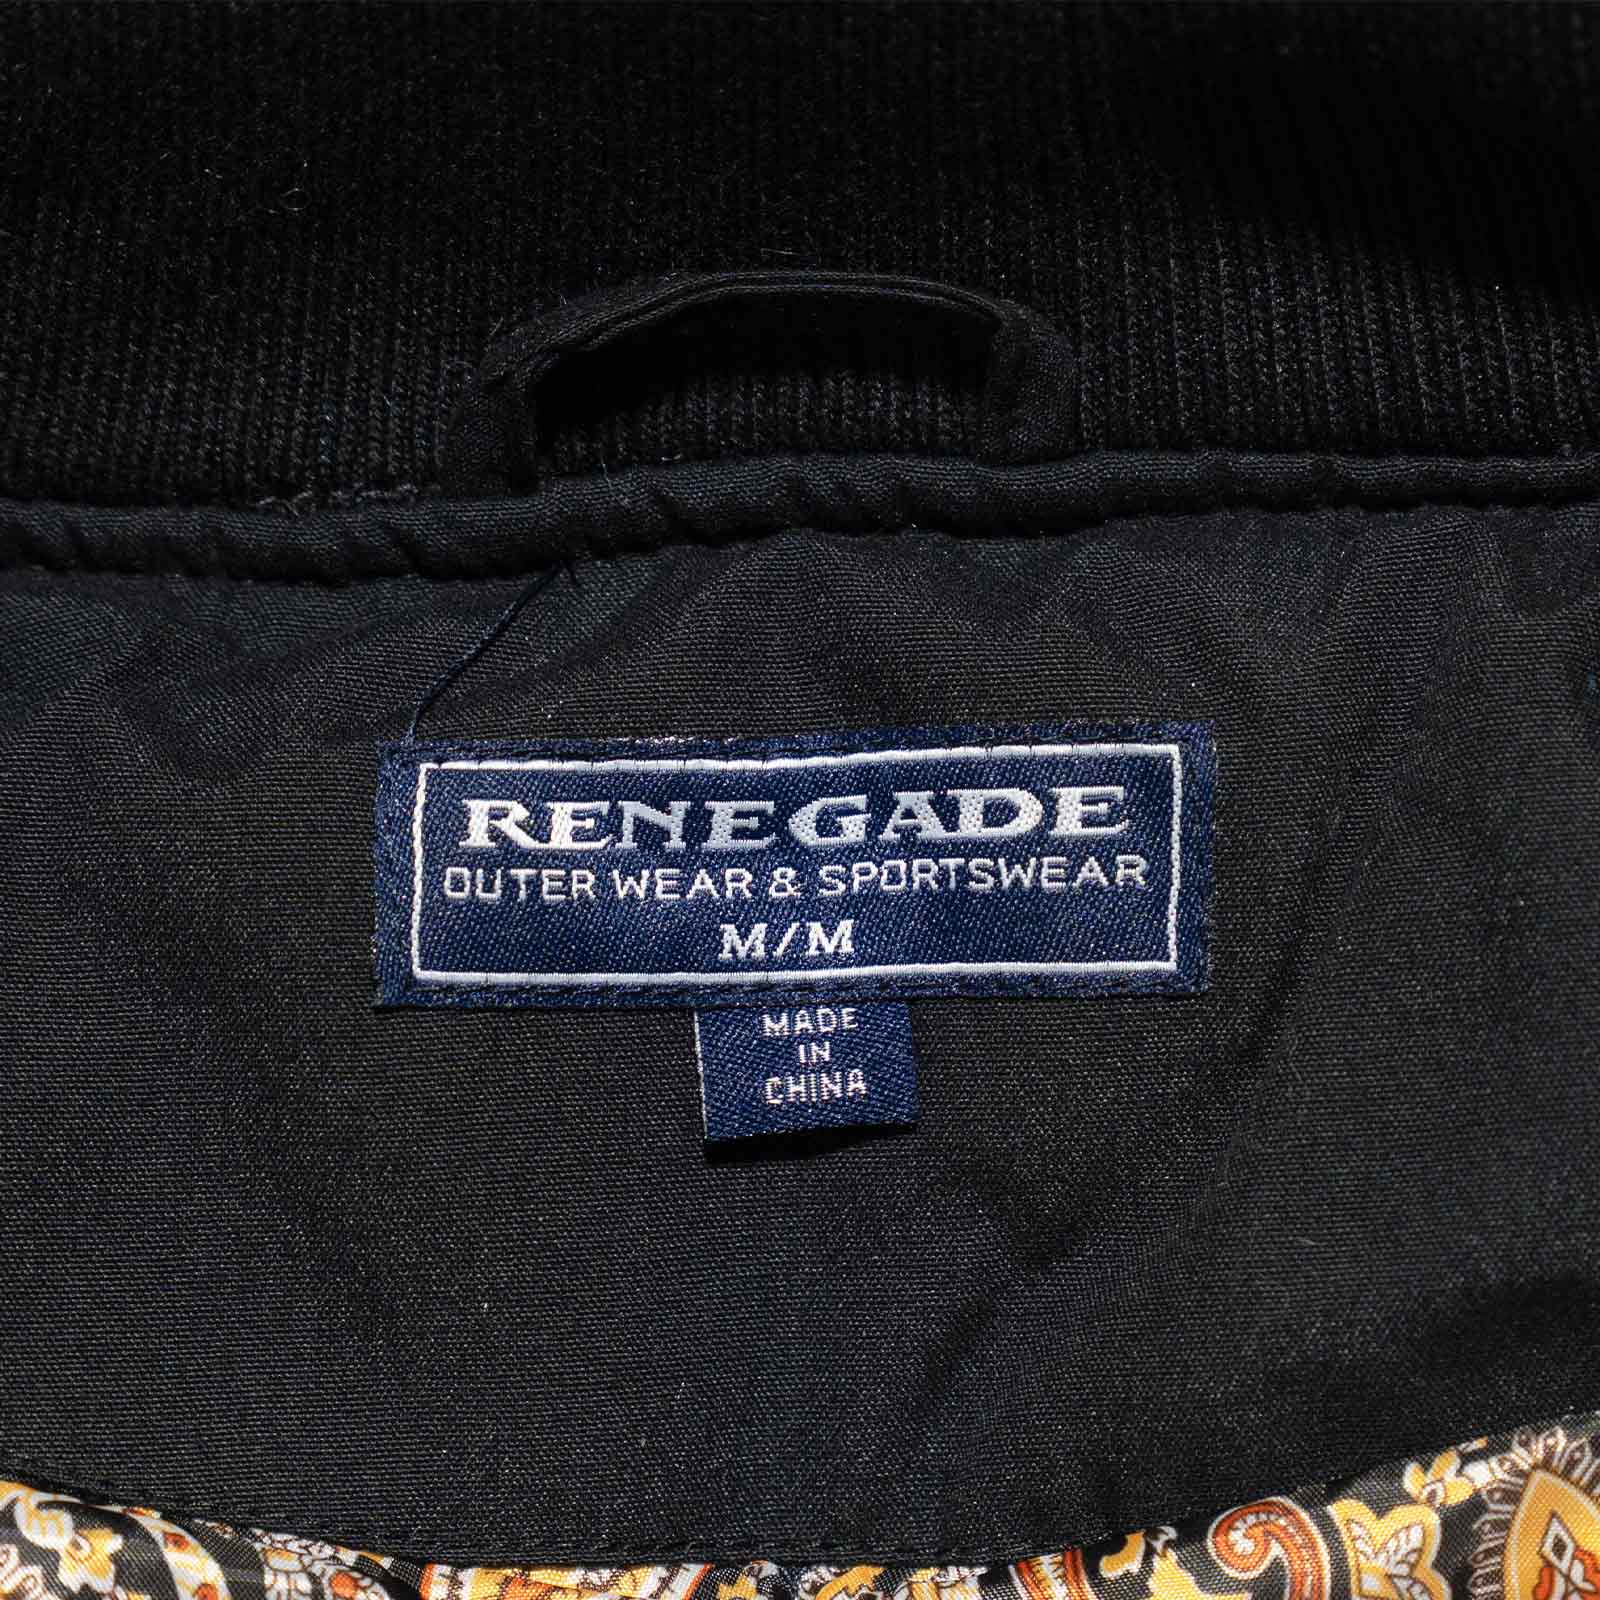 RENEGADE
OUTER WEAR & SPORTSWEAR
M/M
MADE
IN
CHINA